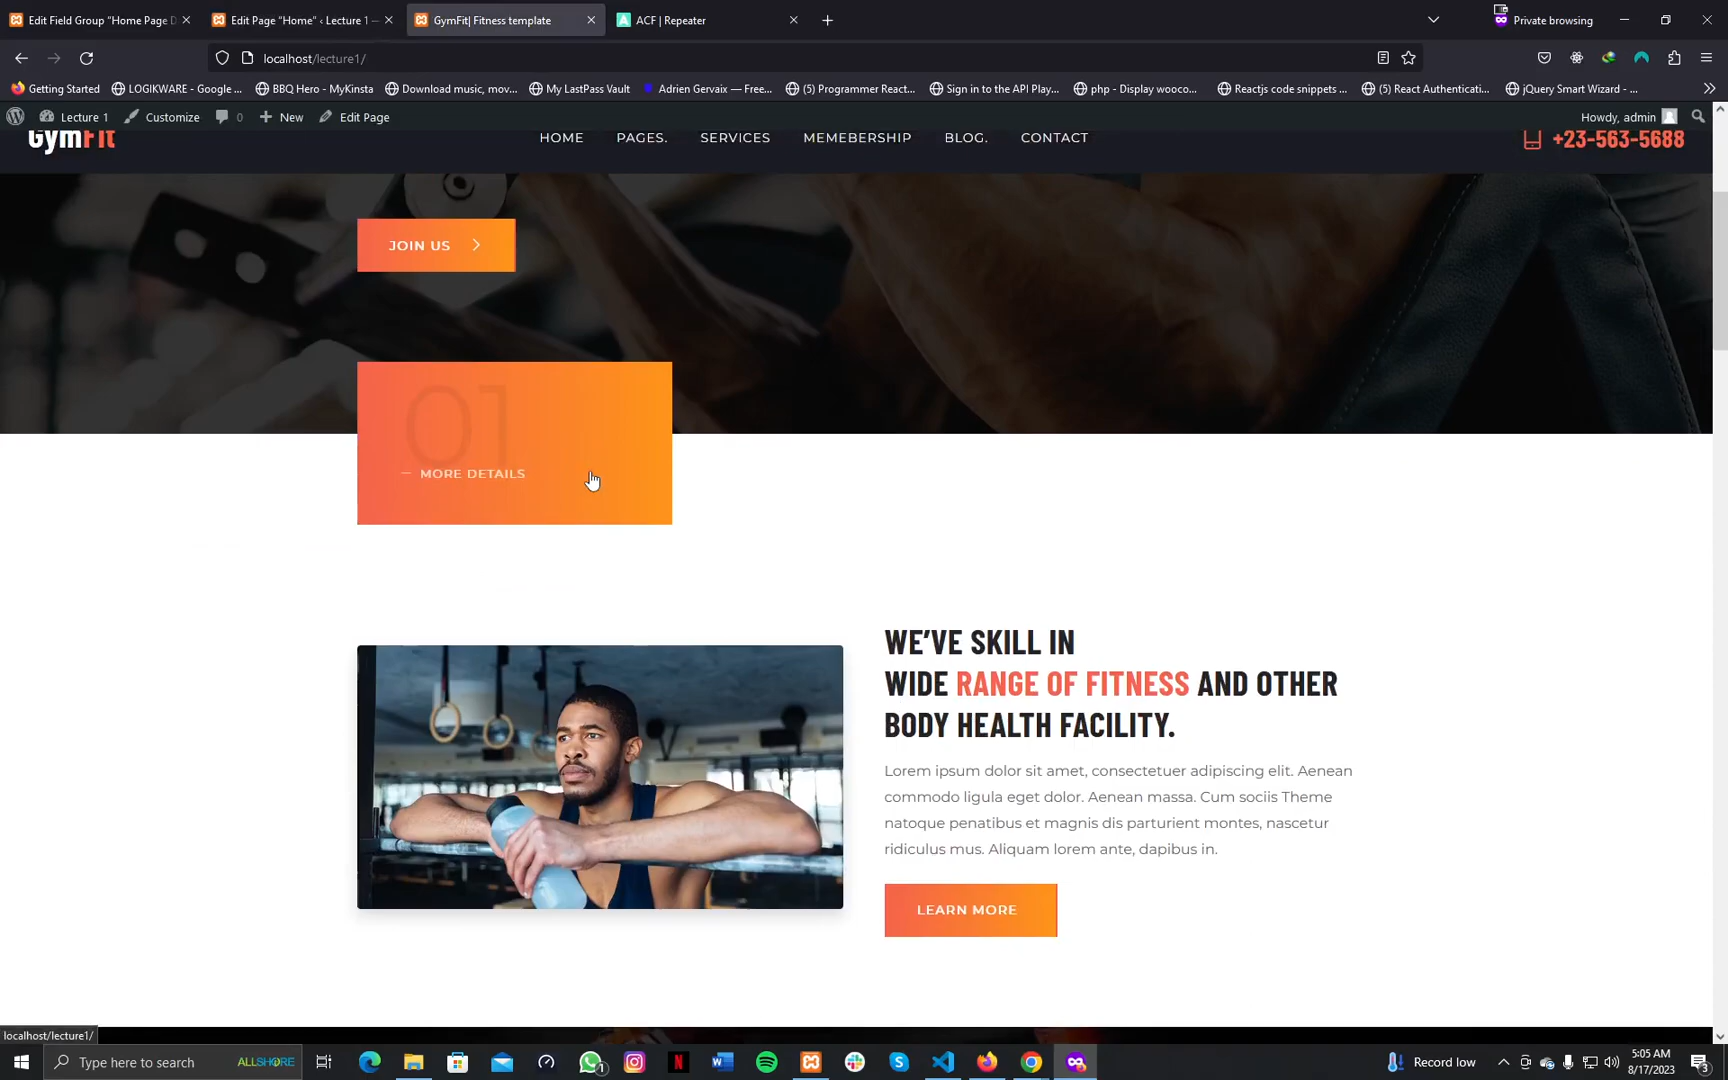 Edit Field Group “Home Page D
Edit Page “Home” ‹ Lecture 1 —
GymFit| Fitness template
ACF | Repeater
Private browsing
localhost/lecture1/
Getting Started
LOGIKWARE - Google ...
BBQ Hero - MyKinsta
Download music, mov...
My LastPass Vault
Adrien Gervaix — Free...
(5) Programmer React...
Sign in to the API Play...
php - Display wooco...
Reactjs code snippets ...
(5) React Authenticati...
jQuery Smart Wizard - ...
Lecture 1
Customize
0
New
Edit Page
Howdy, admin
GymFit
HOME
PAGES.
SERVICES
MEMEBERSHIP
BLOG.
CONTACT
+23-563-5688
JOIN US
01
MORE DETAILS
WE’VE SKILL IN
WIDE RANGE OF FITNESS AND OTHER
BODY HEALTH FACILITY.
Lorem ipsum dolor sit amet, consectetuer adipiscing elit. Aenean
commodo ligula eget dolor. Aenean massa. Cum sociis Theme
natoque penatibus et magnis dis parturient montes, nascetur
ridiculus mus. Aliquam lorem ante, dapibus in.
LEARN MORE
localhost/lecture1/
Type here to search
ALLSHORE
1
Record low
5:05 AM
8/17/2023
3